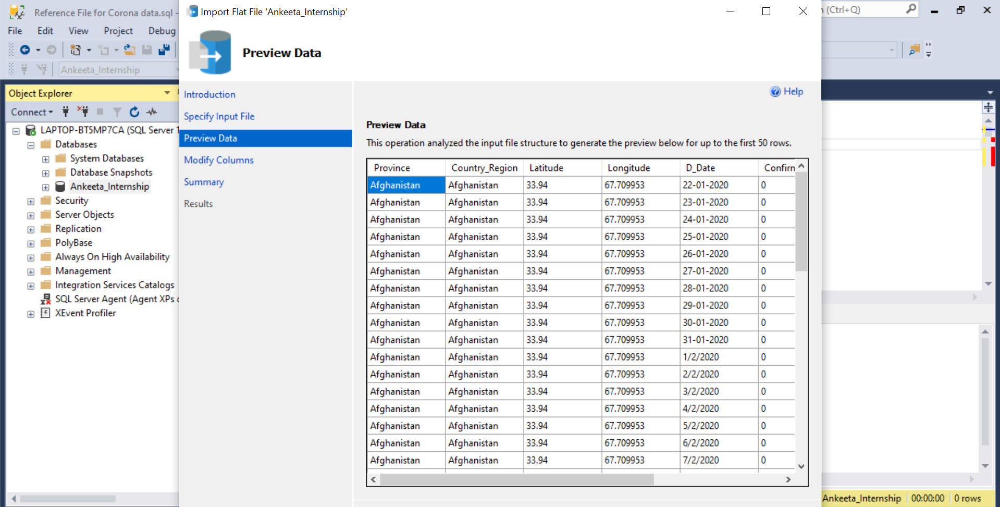 Reference File for Corona data.sql -
Import Flat File 'Ankeeta_Internship'
(Ctrl+Q)
File Edit View Project Debug
Preview Data
Ankeeta_Internship
Object Explorer
Connect
LAPTOP-BT5MP7CA (SQL Server 1
Databases
System Databases
Database Snapshots
Ankeeta_Internship
Security
Server Objects
Replication
PolyBase
Always On High Availability
Management
Integration Services Catalogs
SQL Server Agent (Agent XPs
XEvent Profiler
Introduction
Specify Input File
Preview Data
Modify Columns
Summary
Results
Help
Preview Data
This operation analyzed the input file structure to generate the preview below for up to the first 50 rows.
Province Country_Region Latitude Longitude D_Date Confirm
Afghanistan Afghanistan 33.94 67.709953 22-01-2020 0
Afghanistan Afghanistan 33.94 67.709953 23-01-2020 0
Afghanistan Afghanistan 33.94 67.709953 24-01-2020 0
Afghanistan Afghanistan 33.94 67.709953 25-01-2020 0
Afghanistan Afghanistan 33.94 67.709953 26-01-2020 0
Afghanistan Afghanistan 33.94 67.709953 27-01-2020 0
Afghanistan Afghanistan 33.94 67.709953 28-01-2020 0
Afghanistan Afghanistan 33.94 67.709953 29-01-2020 0
Afghanistan Afghanistan 33.94 67.709953 30-01-2020 0
Afghanistan Afghanistan 33.94 67.709953 31-01-2020 0
Afghanistan Afghanistan 33.94 67.709953 1/2/2020 0
Afghanistan Afghanistan 33.94 67.709953 2/2/2020 0
Afghanistan Afghanistan 33.94 67.709953 3/2/2020 0
Afghanistan Afghanistan 33.94 67.709953 4/2/2020 0
Afghanistan Afghanistan 33.94 67.709953 5/2/2020 0
Afghanistan Afghanistan 33.94 67.709953 6/2/2020 0
Afghanistan Afghanistan 33.94 67.709953 7/2/2020 0
Ankeeta_Internship 00:00:00 0 rows